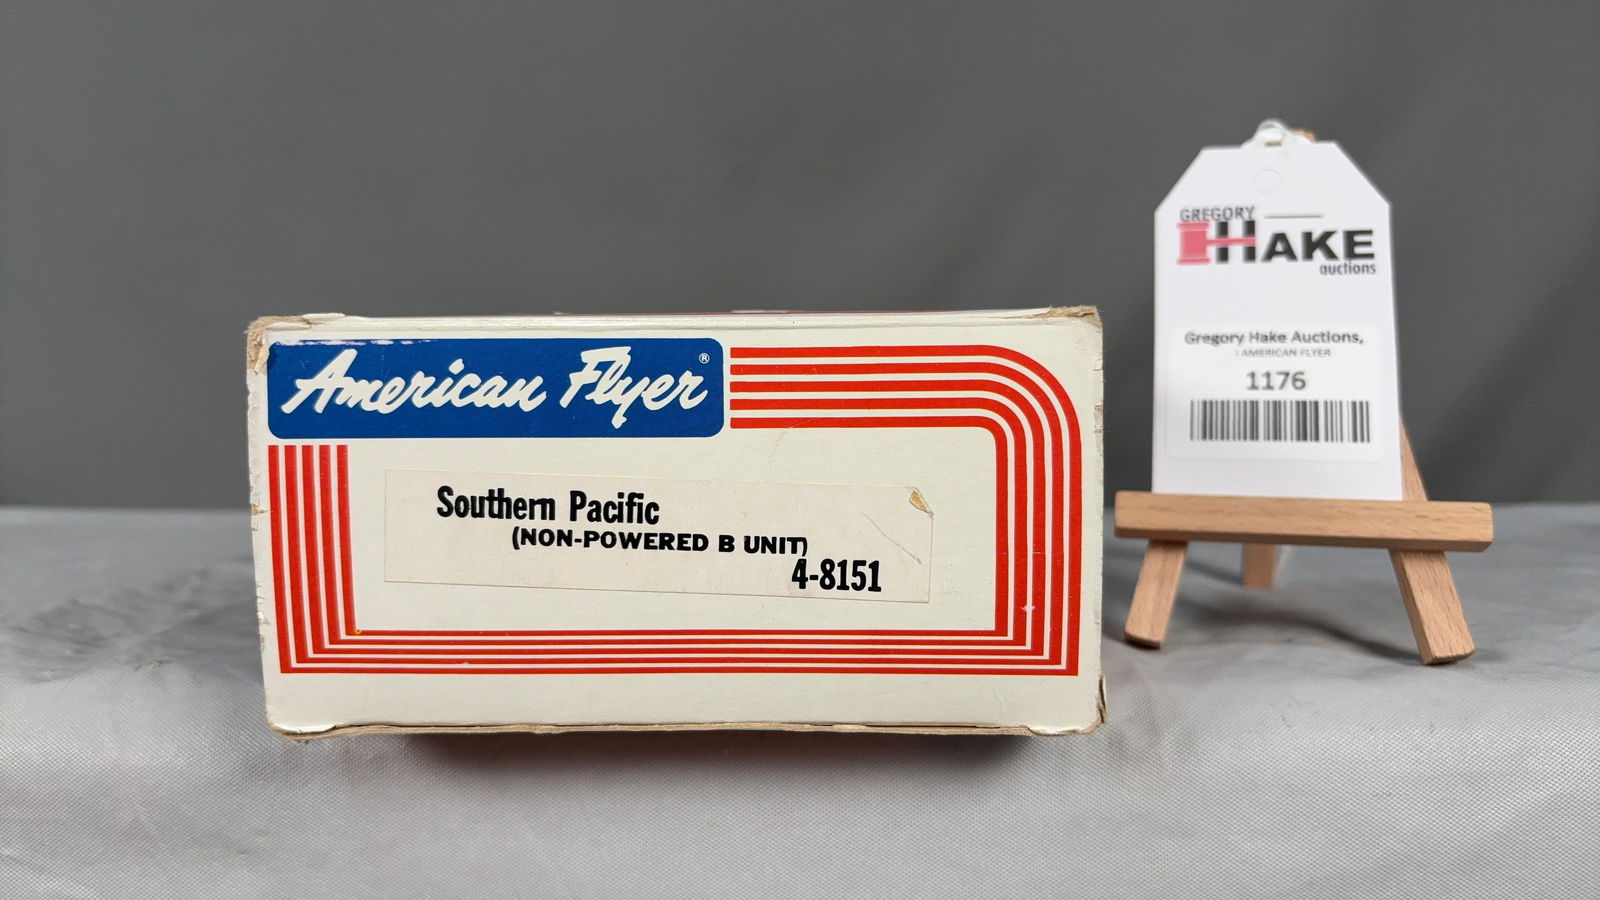 American Flyer®
Southern Pacific
(NON-POWERED B UNIT)
4-8151
GREGORY
HAKE
auctions
Gregory Hake Auctions,
AMERICAN FLYER
1176